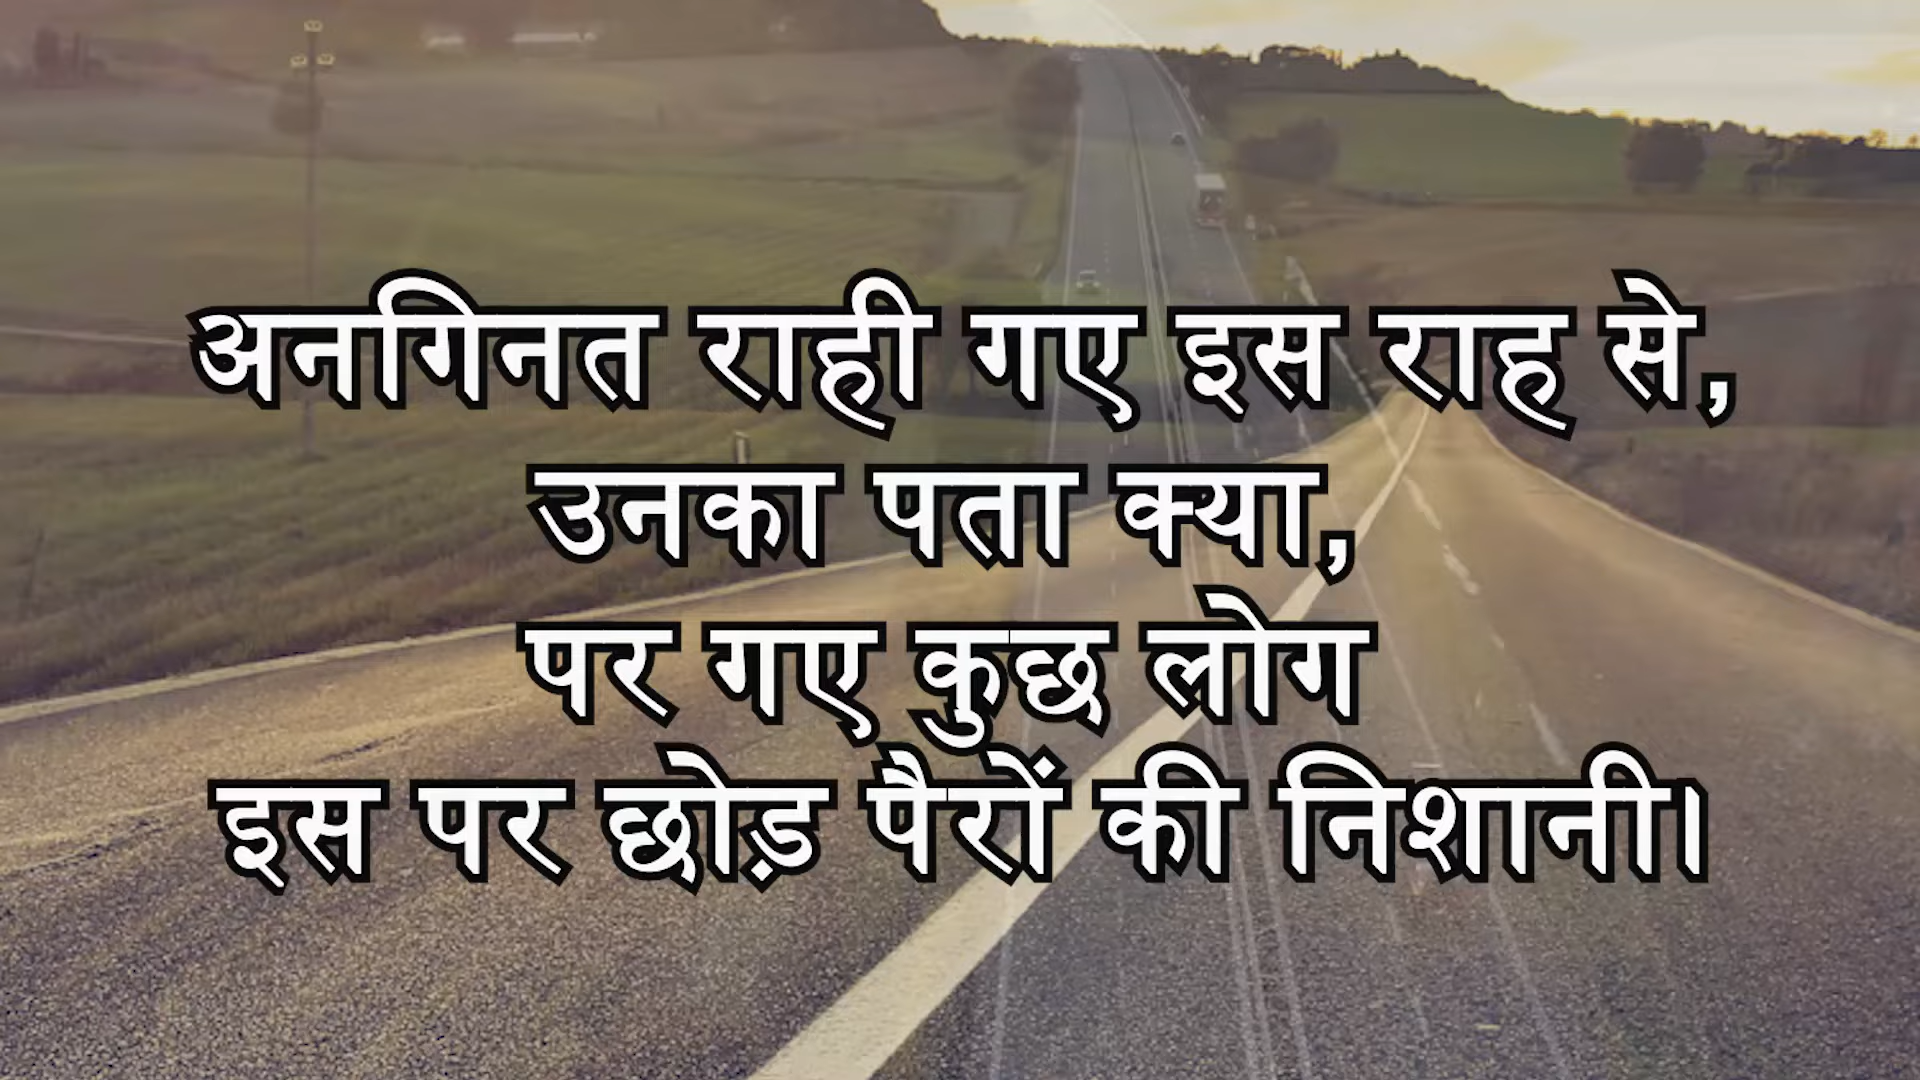 अनगिनत राही गए इस राह से,
उनका पता क्या,
पर गए कुछ लोग
इस पर छोड़ पैरों की निशानी।